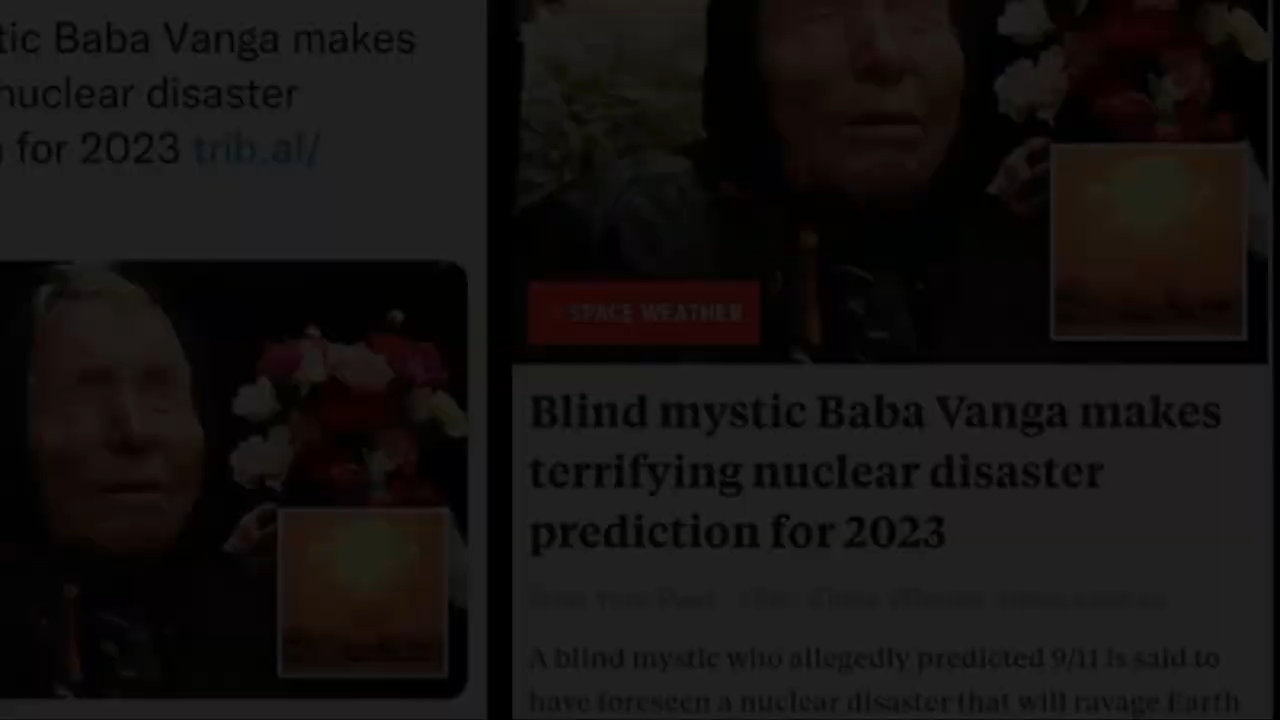 tic Baba Vanga makes
nuclear disaster
for 2023 trib.al/
SPACE WEATHER
Blind mystic Baba Vanga makes
terrifying nuclear disaster
prediction for 2023
A blind mystic who allegedly predicted 9/11 is said to
have foreseen a nuclear disaster that will ravage Earth